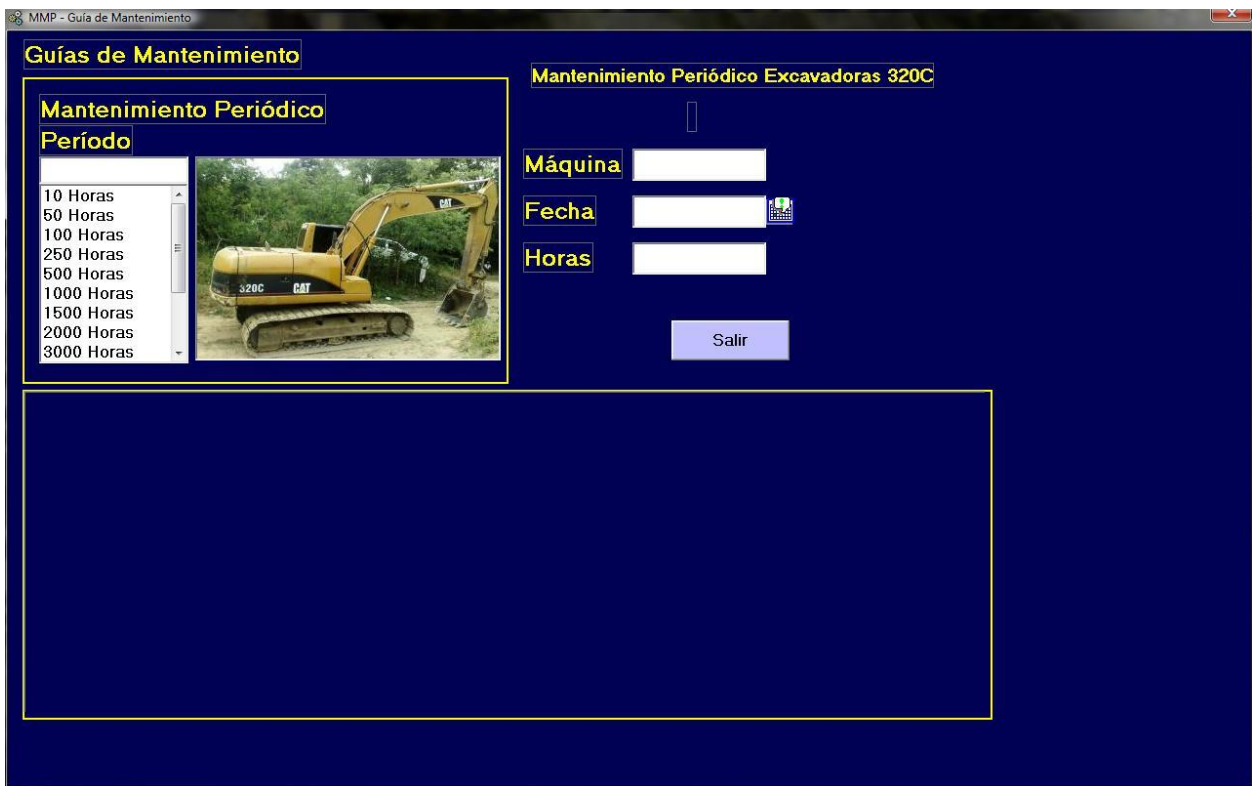 MMP - Guía de Mantenimiento
Guías de Mantenimiento
Mantenimiento Periódico
Período
10 Horas
50 Horas
100 Horas
250 Horas
500 Horas
1000 Horas
1500 Horas
2000 Horas
3000 Horas
320C CAT
CAT
Mantenimiento Periódico Excavadoras 320C
Máquina
Fecha
Horas
Salir